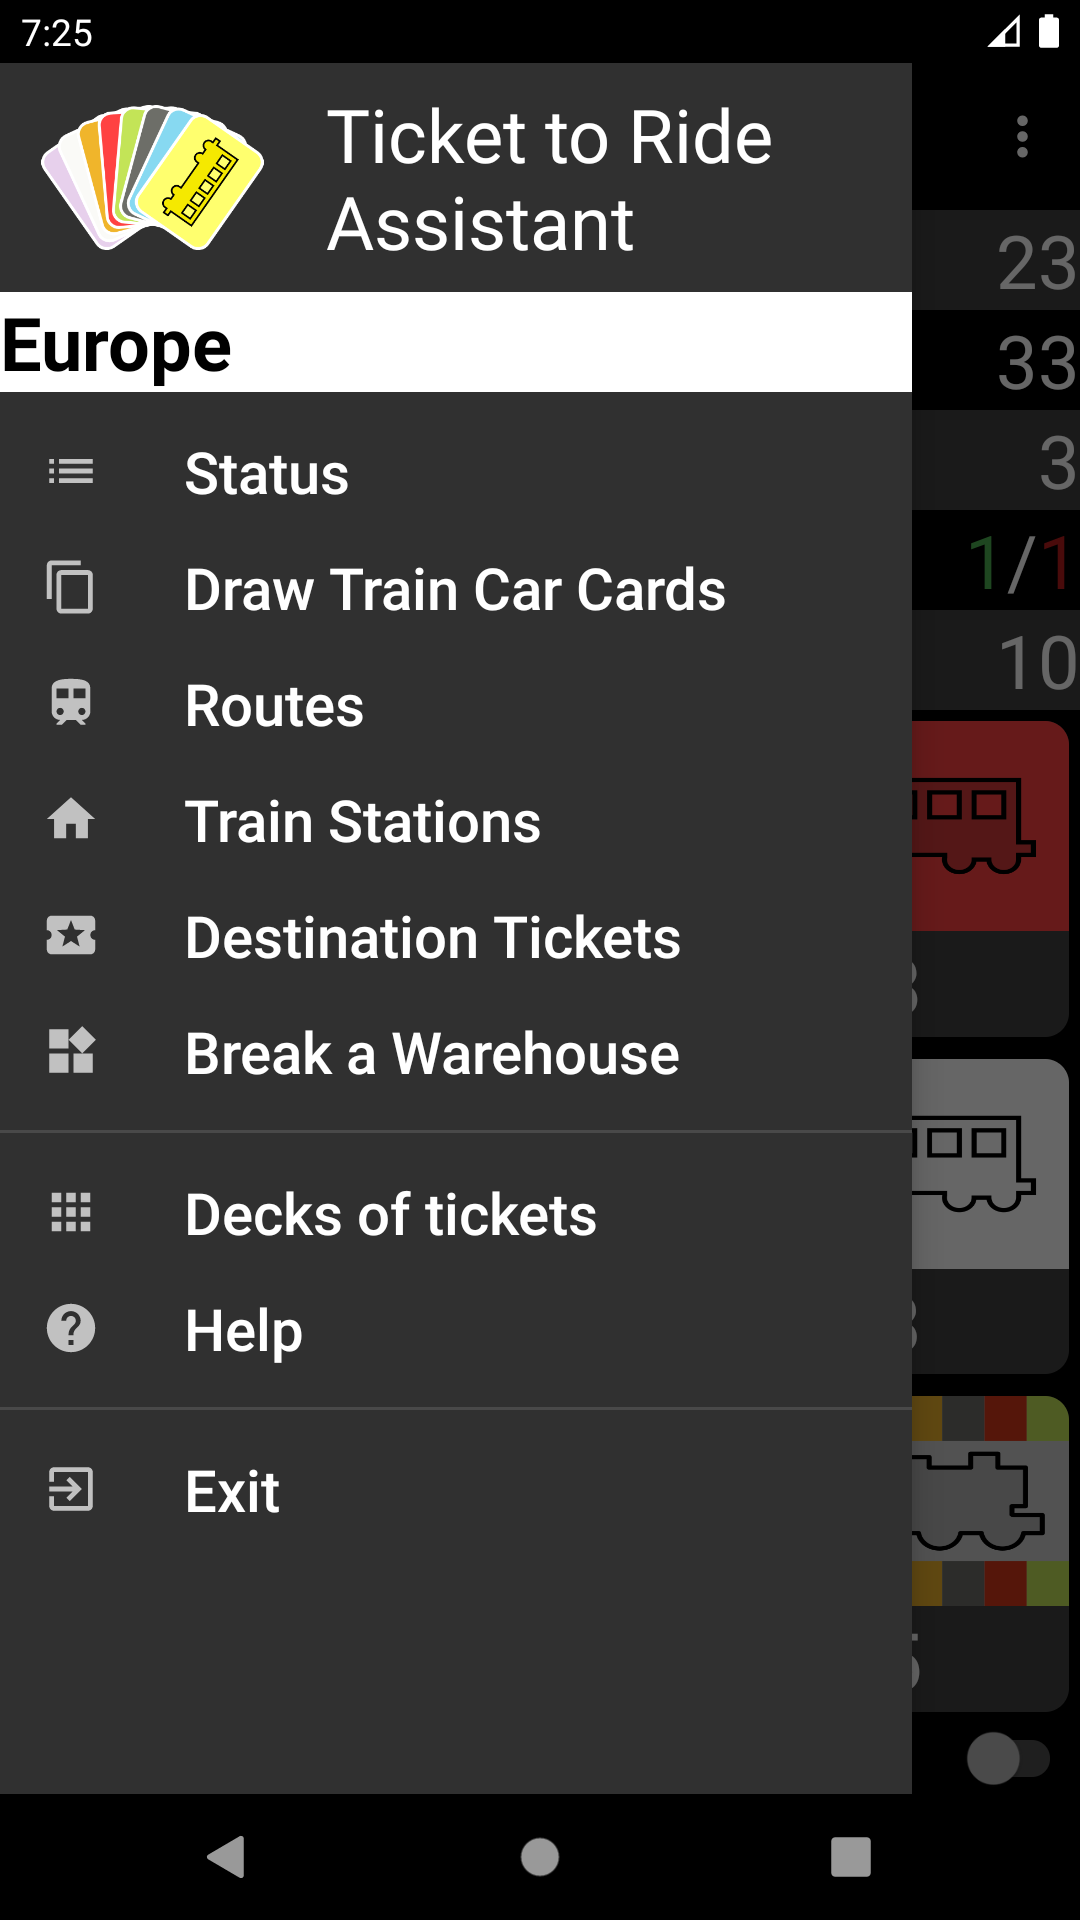 7:25
Ticket to Ride
Assistant
Europe
23
33
3
1/1
10
Status
Draw Train Car Cards
Routes
Train Stations
Destination Tickets
Break a Warehouse
Decks of tickets
Help
Exit